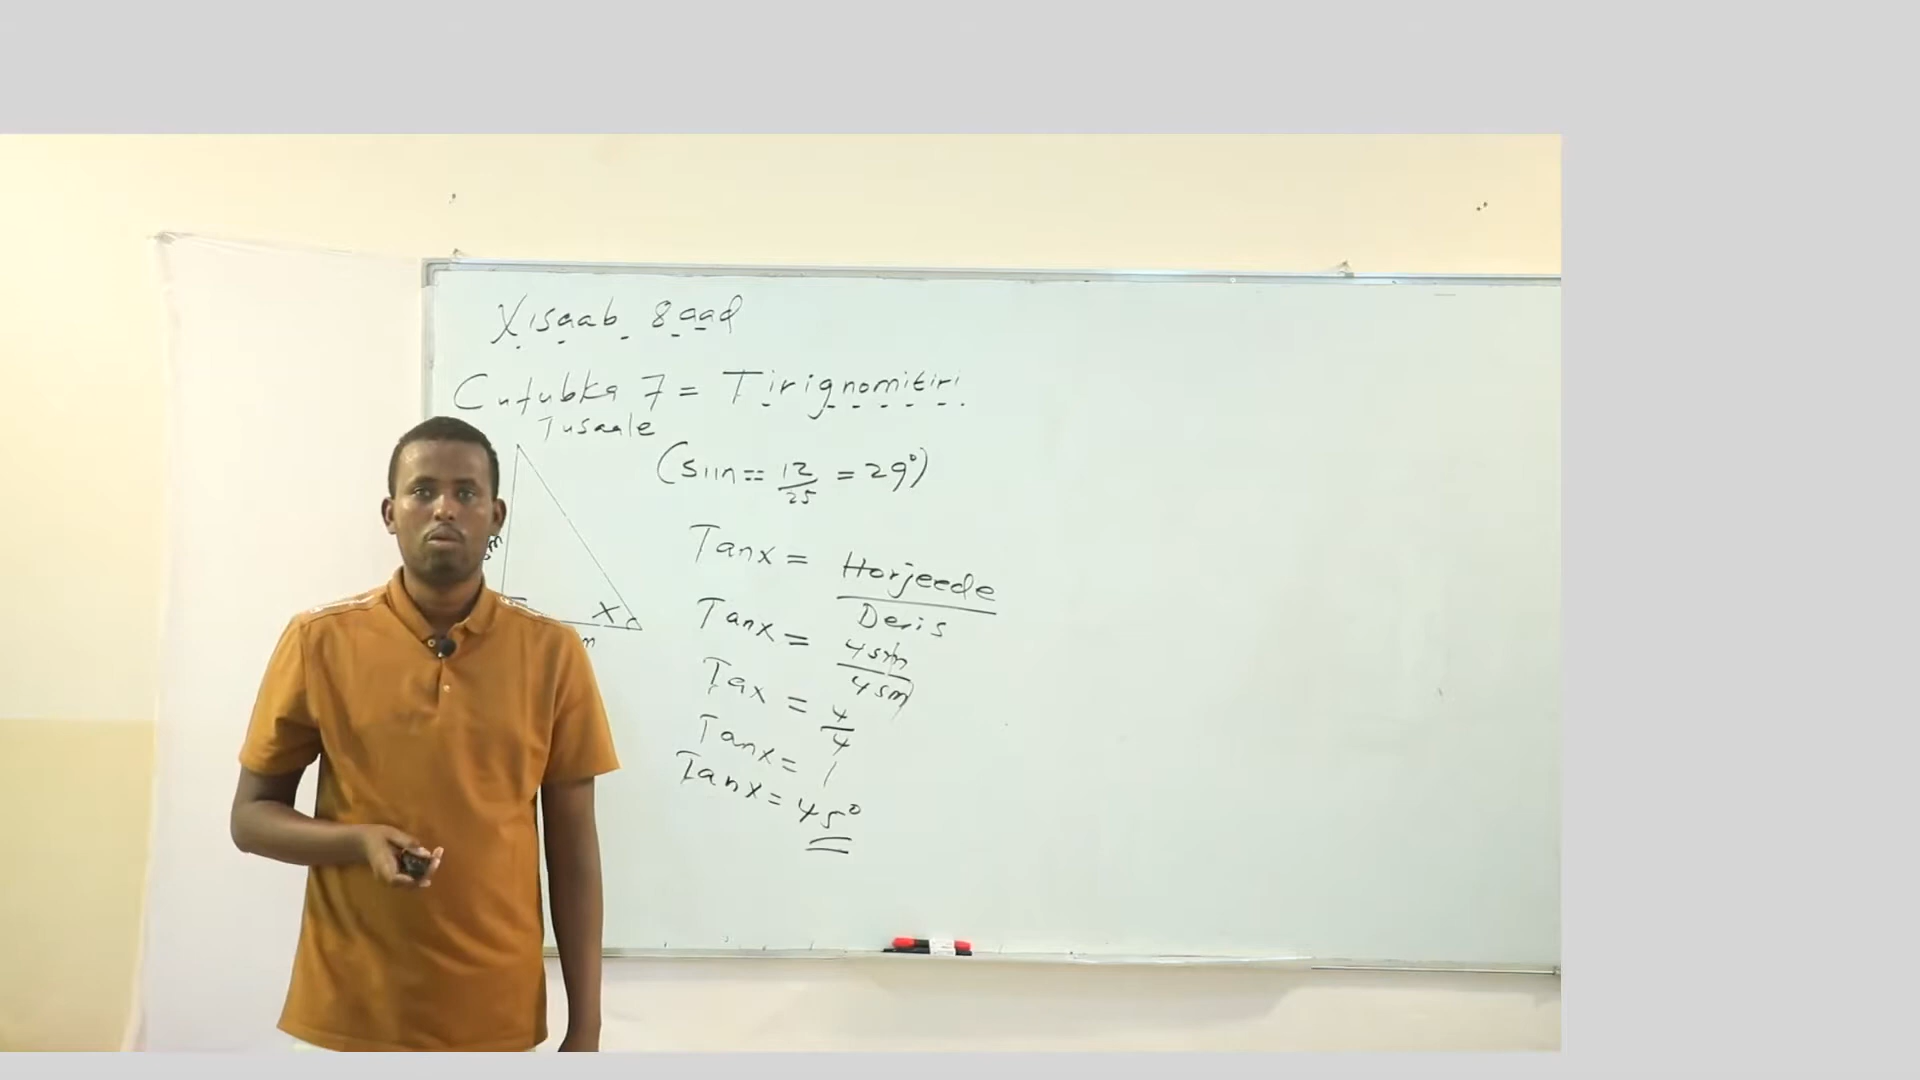 Xisaab 8aad
Cutubka 7 = Tirignomitiri
Tusaale
(siin == 12/25 = 29°)
Tanx = Horjeede/Deris
Tanx = 4sm/4sm
Tax = 4/4
Tanx = 1
Tanx = 45°
X